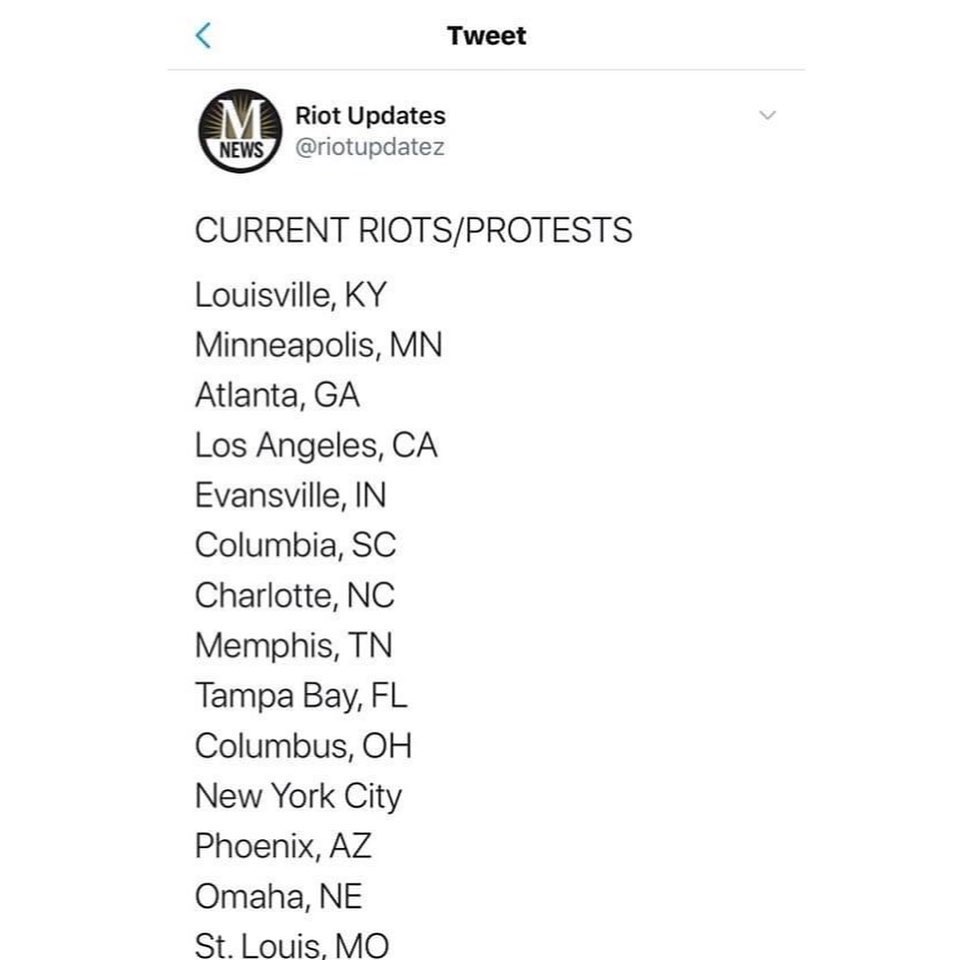 Tweet
M
NEWS
Riot Updates
@riotupdatez
CURRENT RIOTS/PROTESTS
Louisville, KY
Minneapolis, MN
Atlanta, GA
Los Angeles, CA
Evansville, IN
Columbia, SC
Charlotte, NC
Memphis, TN
Tampa Bay, FL
Columbus, OH
New York City
Phoenix, AZ
Omaha, NE
St. Louis, MO